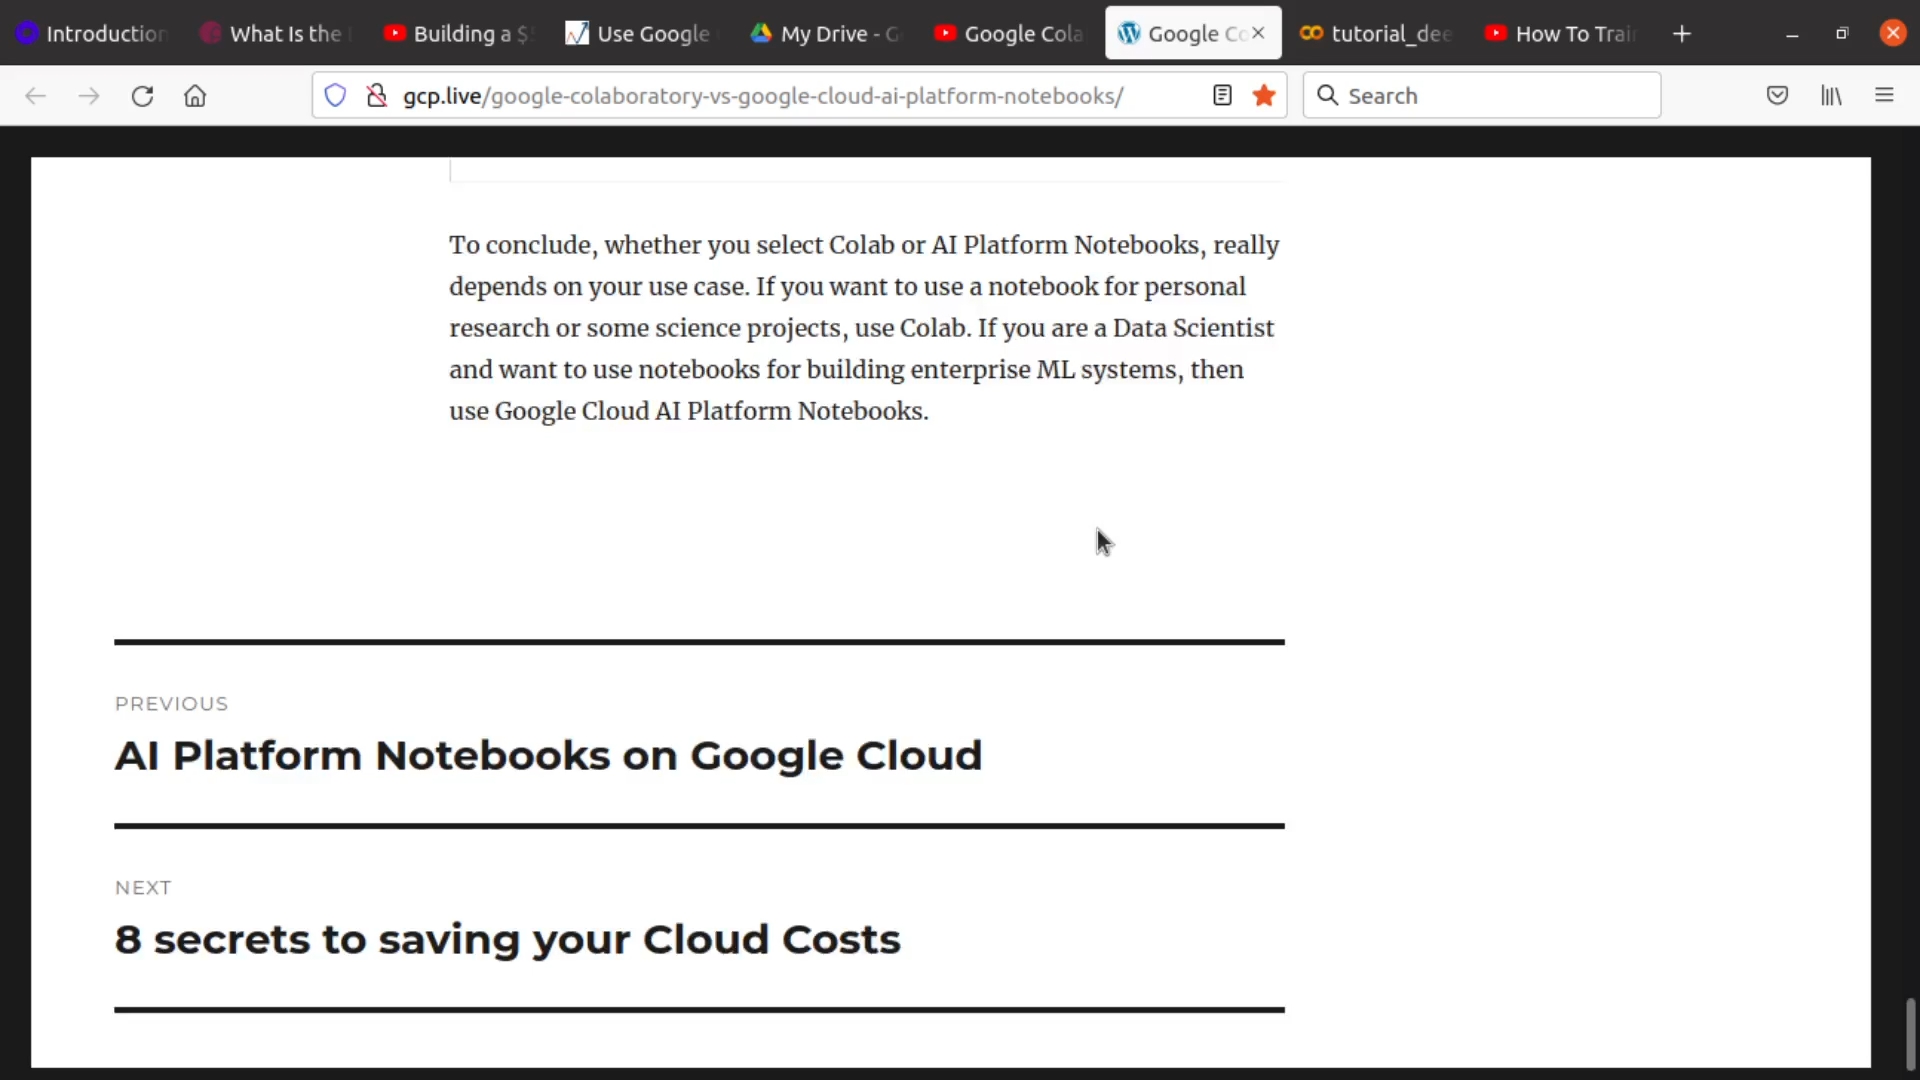 Introduction
What Is the
Building a $
Use Google
My Drive - G
Google Cola
Google Co
tutorial_dee
How To Trai
gcp.live/google-colaboratory-vs-google-cloud-ai-platform-notebooks/
Search
To conclude, whether you select Colab or AI Platform Notebooks, really
depends on your use case. If you want to use a notebook for personal
research or some science projects, use Colab. If you are a Data Scientist
and want to use notebooks for building enterprise ML systems, then
use Google Cloud AI Platform Notebooks.
PREVIOUS
AI Platform Notebooks on Google Cloud
NEXT
8 secrets to saving your Cloud Costs